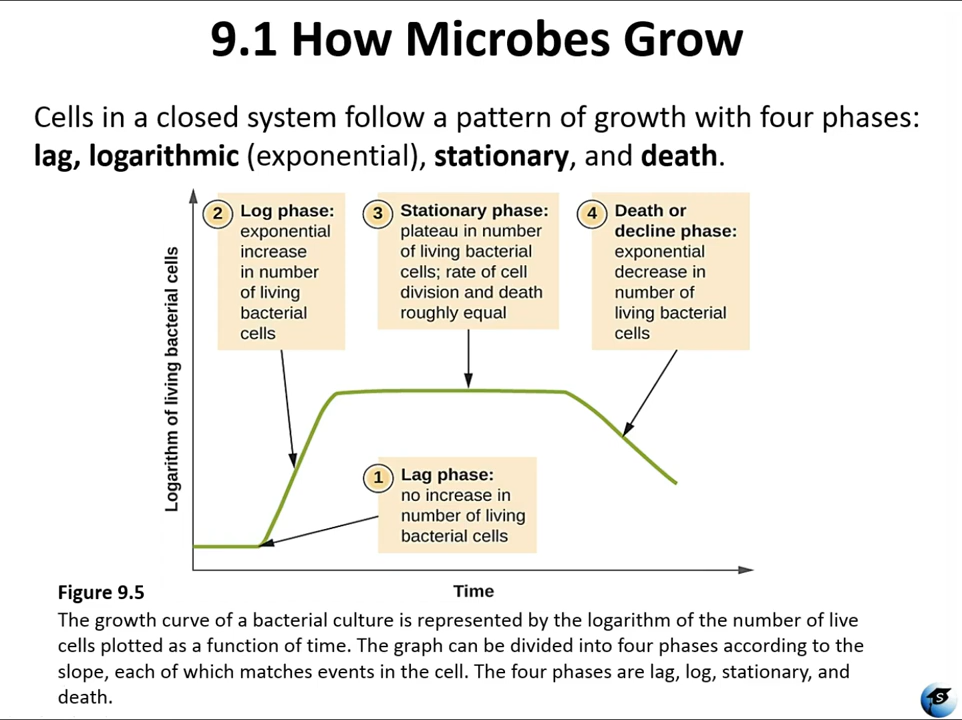 9.1 How Microbes Grow
Cells in a closed system follow a pattern of growth with four phases:
lag, logarithmic (exponential), stationary, and death.
2
Log phase:
exponential
increase
in number
of living
bacterial
cells
3
Stationary phase:
plateau in number
of living bacterial
cells; rate of cell
division and death
roughly equal
4
Death or
decline phase:
exponential
decrease in
number of
living bacterial
cells
Logarithm of living bacterial cells
1
Lag phase:
no increase in
number of living
bacterial cells
Time
Figure 9.5
The growth curve of a bacterial culture is represented by the logarithm of the number of live
cells plotted as a function of time. The graph can be divided into four phases according to the
slope, each of which matches events in the cell. The four phases are lag, log, stationary, and
death.
S